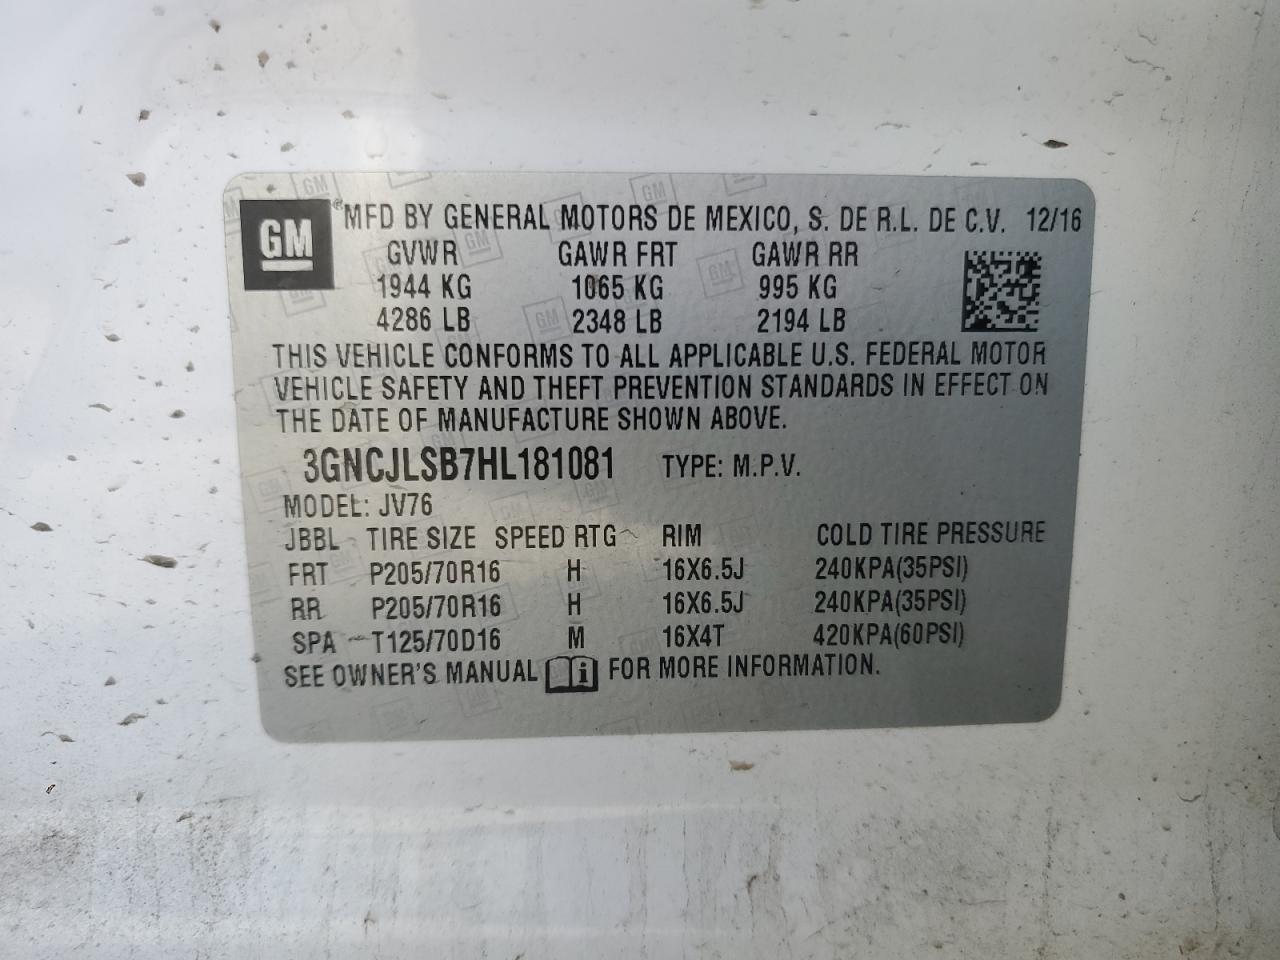 GM ® MFD BY GENERAL MOTORS DE MEXICO, S. DE R.L. DE C.V. 12/16
GVWR GAWR FRT GAWR RR
1944 KG 1065 KG 995 KG
4286 LB 2348 LB 2194 LB
THIS VEHICLE CONFORMS TO ALL APPLICABLE U.S. FEDERAL MOTOR
VEHICLE SAFETY AND THEFT PREVENTION STANDARDS IN EFFECT ON
THE DATE OF MANUFACTURE SHOWN ABOVE.
3GNCJLSB7HL181081 TYPE: M.P.V.
MODEL: JV76
JBBL TIRE SIZE SPEED RTG RIM COLD TIRE PRESSURE
FRT P205/70R16 H 16X6.5J 240KPA(35PSI)
RR P205/70R16 H 16X6.5J 240KPA(35PSI)
SPA T125/70D16 M 16X4T 420KPA(60PSI)
SEE OWNER'S MANUAL i FOR MORE INFORMATION.